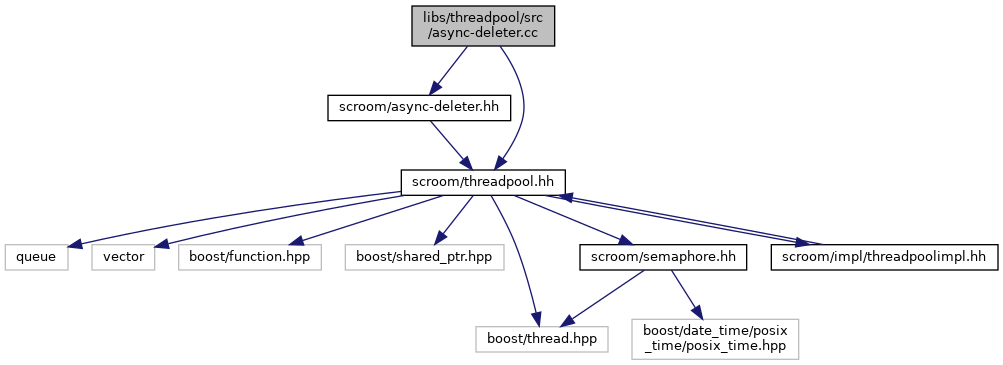 libs/threadpool/src
/async-deleter.cc
scroom/async-deleter.hh
scroom/threadpool.hh
queue
vector
boost/function.hpp
boost/shared_ptr.hpp
scroom/semaphore.hh
scroom/impl/threadpoolimpl.hh
boost/thread.hpp
boost/date_time/posix
_time/posix_time.hpp